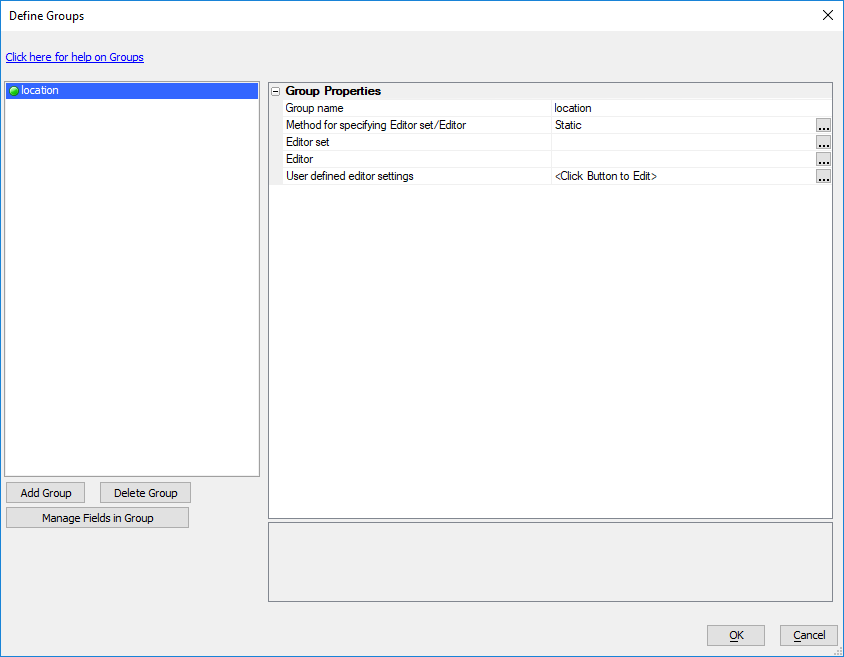 Define Groups
Click here for help on Groups
location
Group Properties
Group name location
Method for specifying Editor set/Editor Static ...
Editor set ...
Editor ...
User defined editor settings <Click Button to Edit> ...
Add Group Delete Group
Manage Fields in Group
OK Cancel